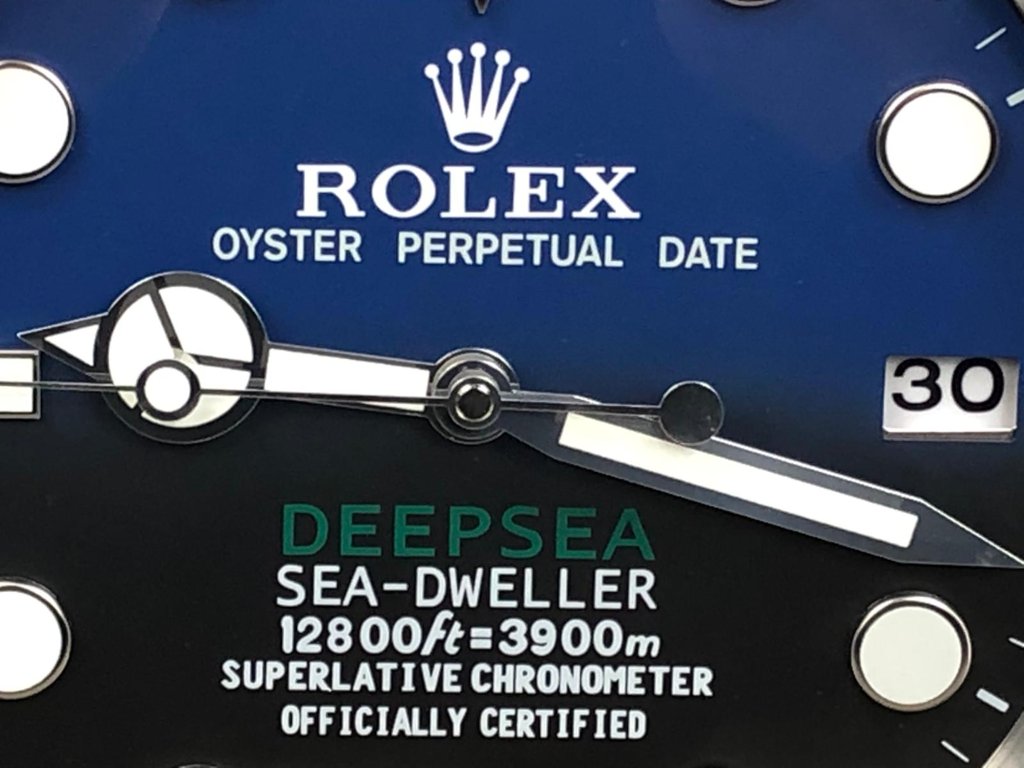 ROLEX
OYSTER PERPETUAL DATE
30
DEEPSEA
SEA-DWELLER
12800ft=3900m
SUPERLATIVE CHRONOMETER
OFFICIALLY CERTIFIED